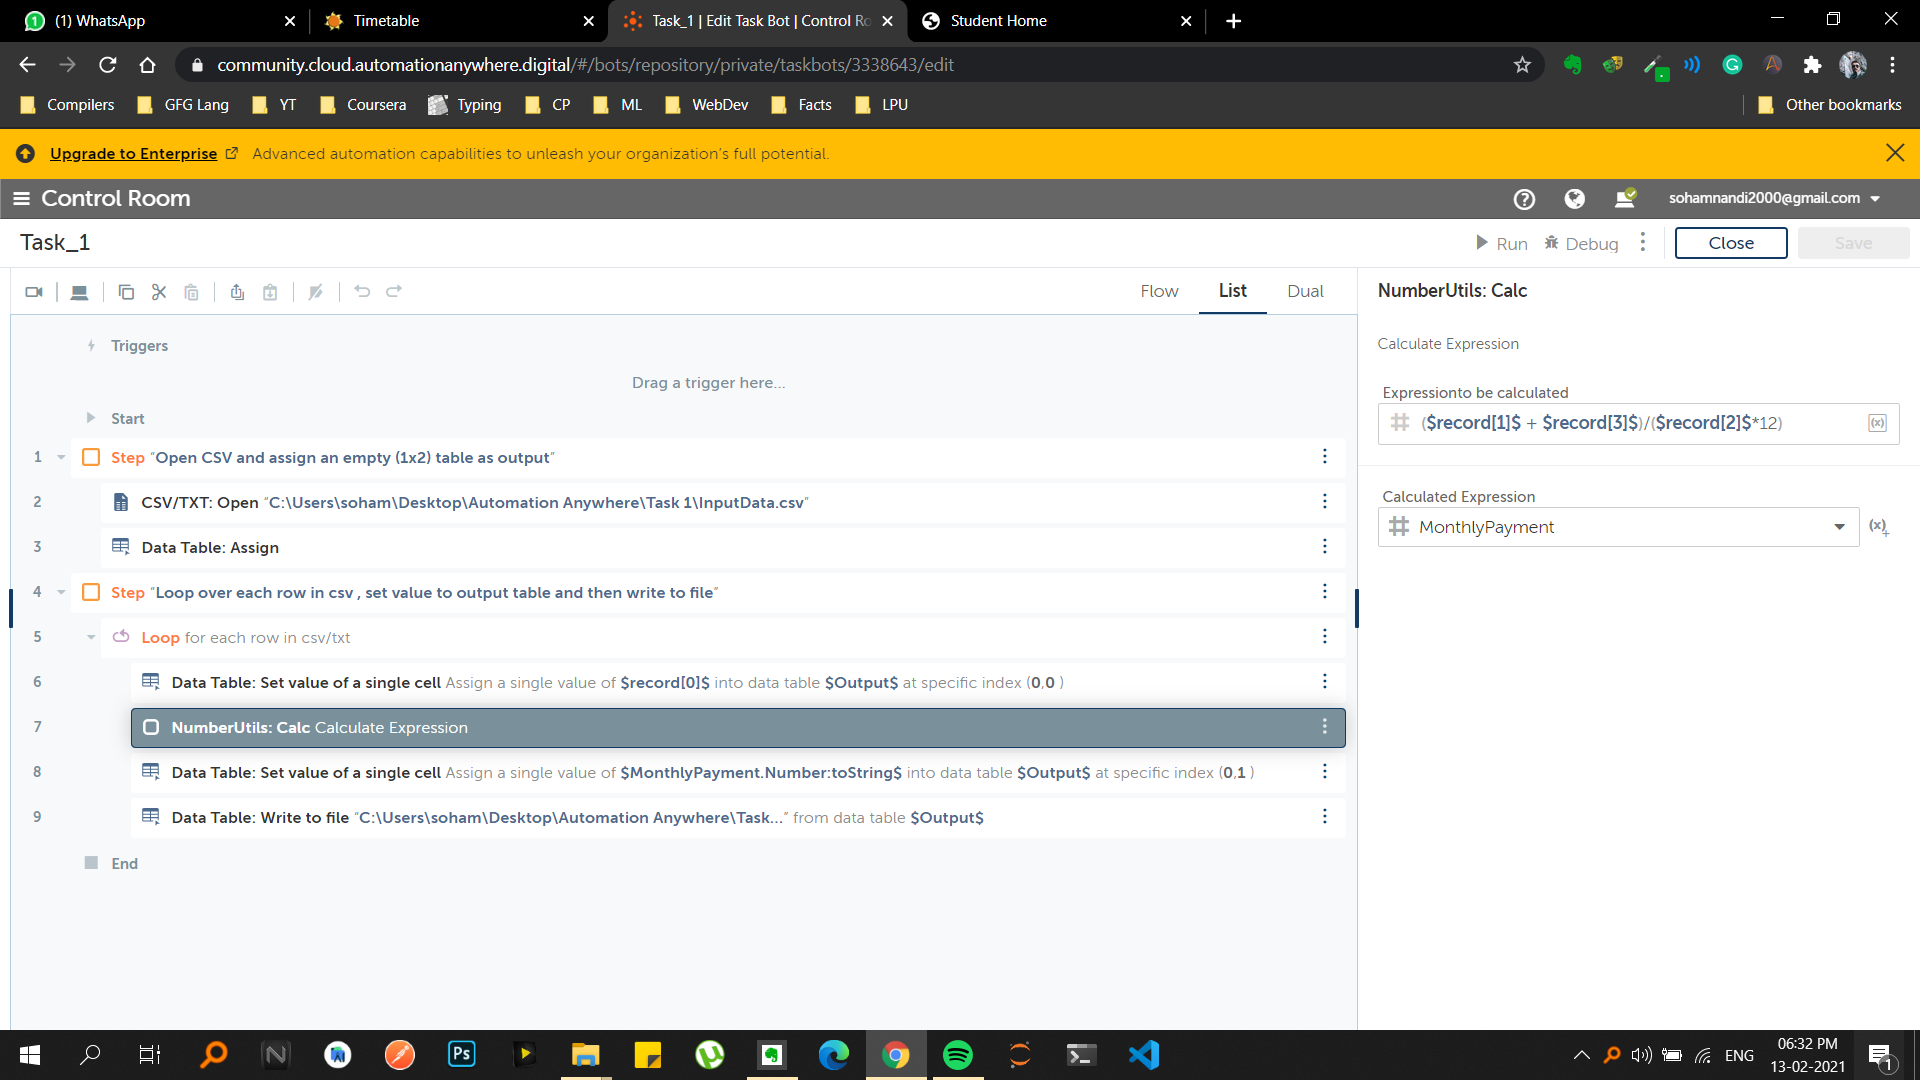 (1) WhatsApp
Timetable
Task_1 | Edit Task Bot | Control Ro
Student Home
community.cloud.automationanywhere.digital/#/bots/repository/private/taskbots/3338643/edit
Compilers GFG Lang YT Coursera Typing CP ML WebDev Facts LPU Other bookmarks
Upgrade to Enterprise Advanced automation capabilities to unleash your organization's full potential.
Control Room
sohamnandi2000@gmail.com
Task_1
Run Debug Close Save
Flow List Dual
NumberUtils: Calc
Calculate Expression
Expressionto be calculated
($record[1]$ + $record[3]$)/($record[2]$*12)
(x)
Calculated Expression
MonthlyPayment
(x)+
Triggers
Drag a trigger here...
Start
1 Step "Open CSV and assign an empty (1x2) table as output"
2 CSV/TXT: Open "C:\Users\soham\Desktop\Automation Anywhere\Task 1\InputData.csv"
3 Data Table: Assign
4 Step "Loop over each row in csv , set value to output table and then write to file"
5 Loop for each row in csv/txt
6 Data Table: Set value of a single cell Assign a single value of $record[0]$ into data table $Output$ at specific index (0,0 )
7 NumberUtils: Calc Calculate Expression
8 Data Table: Set value of a single cell Assign a single value of $MonthlyPayment.Number:toString$ into data table $Output$ at specific index (0,1 )
9 Data Table: Write to file "C:\Users\soham\Desktop\Automation Anywhere\Task..." from data table $Output$
End
Ps
ENG
06:32 PM
13-02-2021
1